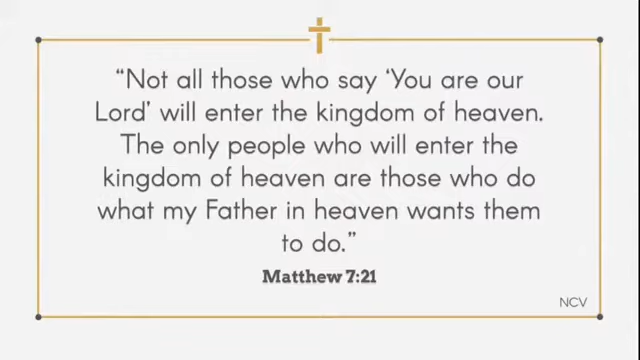 “Not all those who say ‘You are our
Lord’ will enter the kingdom of heaven.
The only people who will enter the
kingdom of heaven are those who do
what my Father in heaven wants them
to do.”
Matthew 7:21
NCV